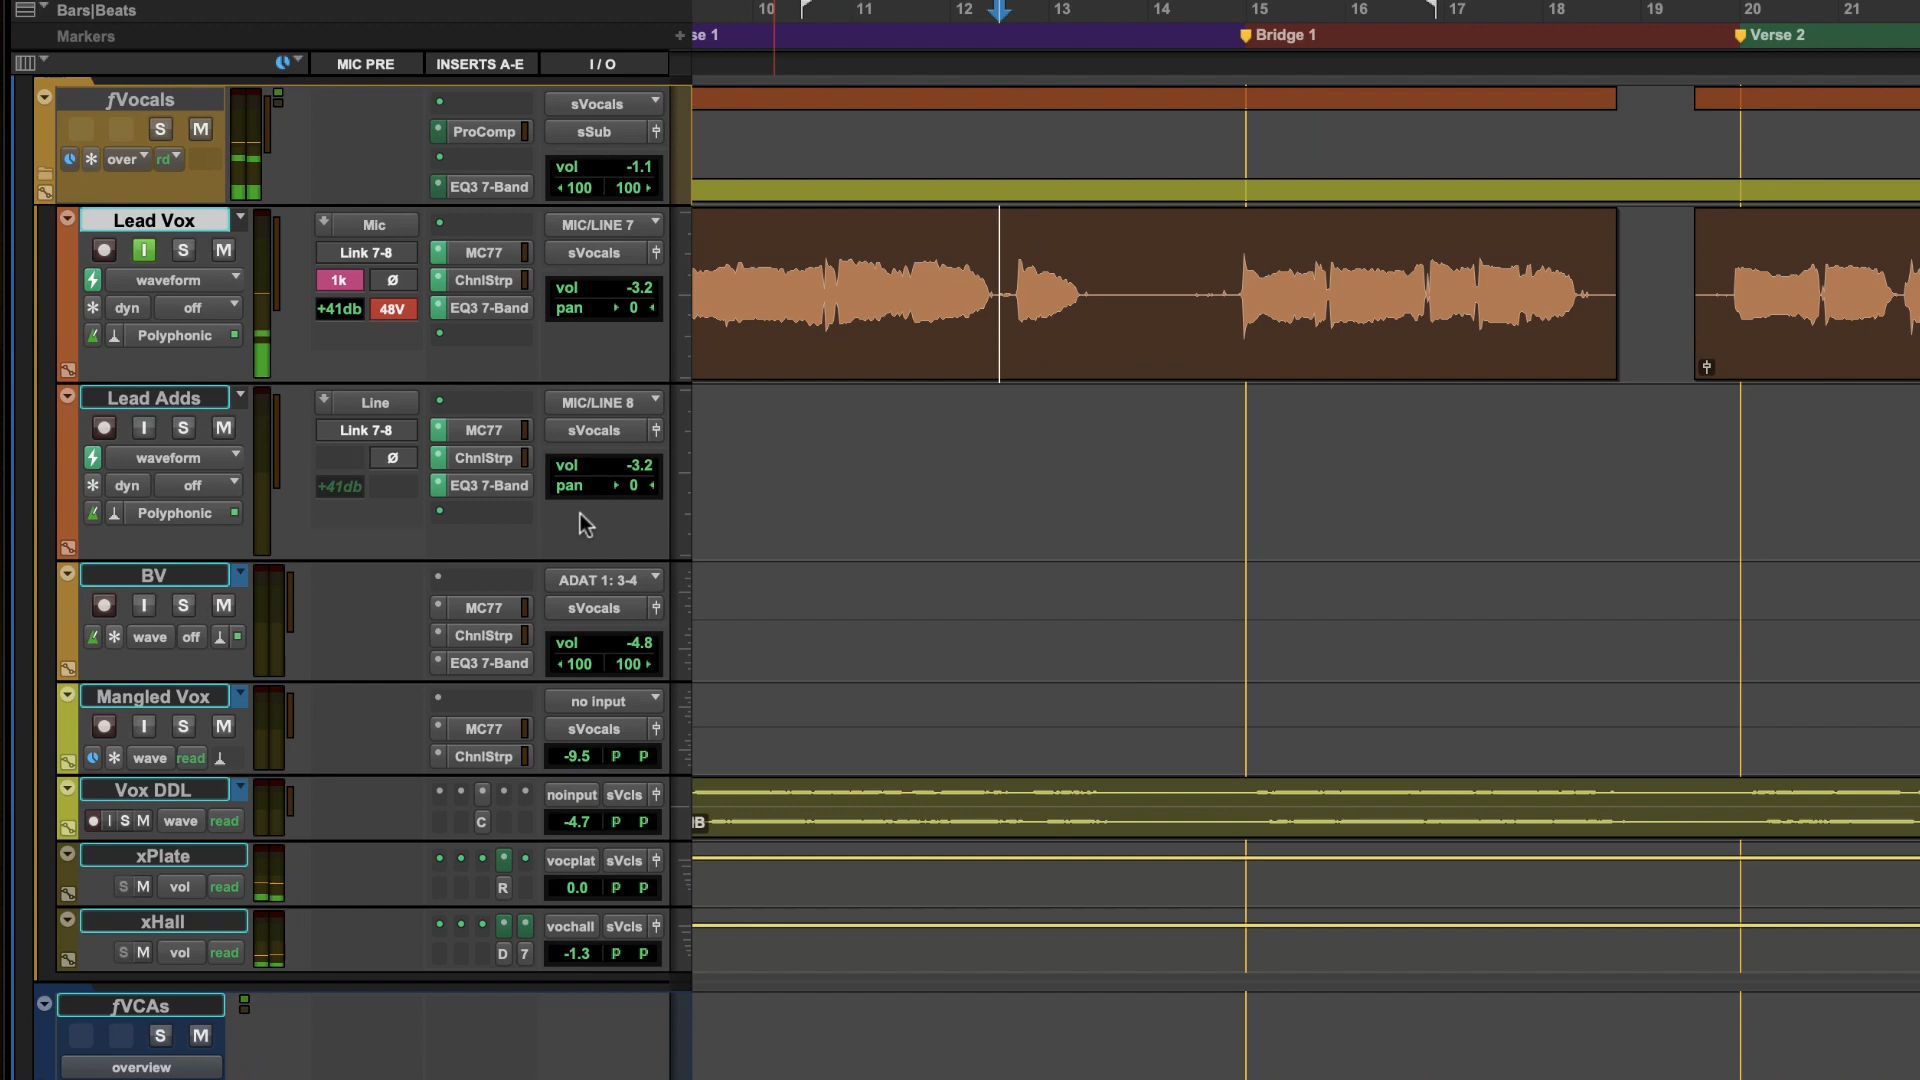 Bars|Beats
10 11 12 13 14 15 16 17 18 19 20 21
Markers + se 1 Bridge 1 Verse 2
MIC PRE INSERTS A-E I / O
ƒVocals sVocals
S M ProComp sSub
over rd vol -1.1
EQ3 7-Band 100 100
Lead Vox Mic MIC/LINE 7
I S M Link 7-8 MC77 sVocals
waveform 1k Ø ChnlStrp vol -3.2
dyn off +41db 48V EQ3 7-Band pan 0
Polyphonic
Lead Adds Line MIC/LINE 8
I S M Link 7-8 MC77 sVocals
waveform Ø ChnlStrp vol -3.2
dyn off +41db EQ3 7-Band pan 0
Polyphonic
BV ADAT 1: 3-4
I S M MC77 sVocals
wave off ChnlStrp vol -4.8
EQ3 7-Band 100 100
Mangled Vox no input
I S M MC77 sVocals
wave read ChnlStrp -9.5 P P
Vox DDL noinput sVcls
I S M wave read C -4.7 P P
xPlate vocplat sVcls
S M vol read R 0.0 P P
xHall vochall sVcls
S M vol read D 7 -1.3 P P
ƒVCAs
S M
overview